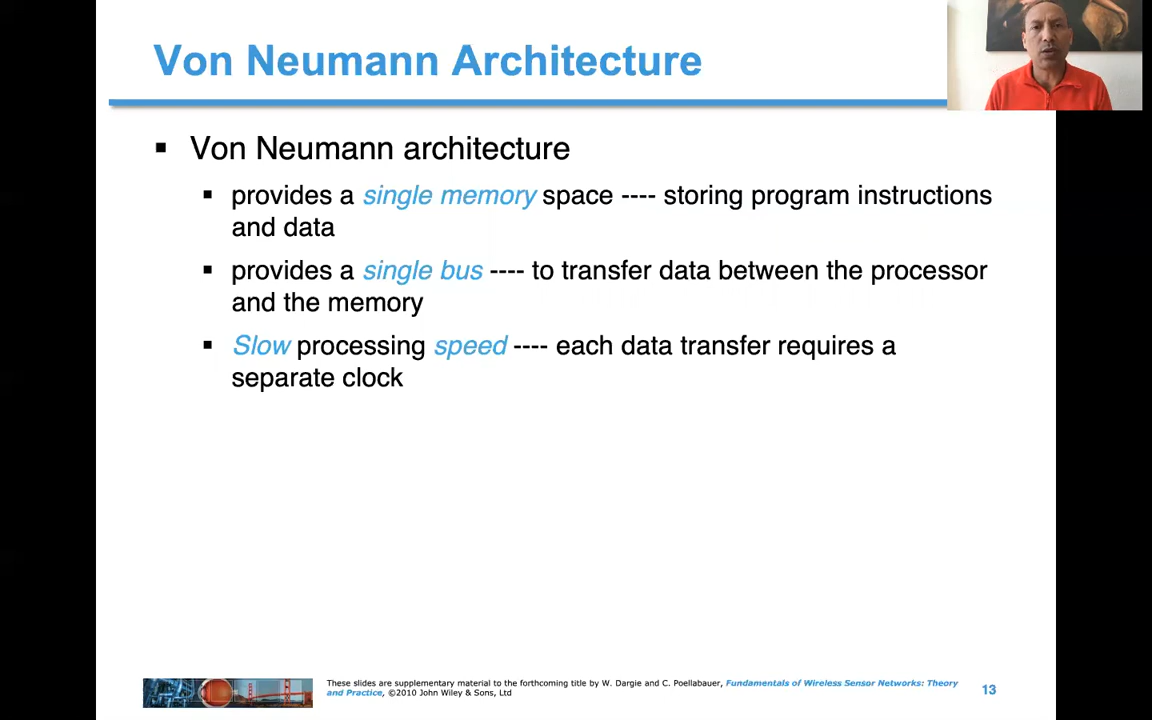 Von Neumann Architecture
▪ Von Neumann architecture
▪ provides a single memory space ---- storing program instructions
and data
▪ provides a single bus ---- to transfer data between the processor
and the memory
▪ Slow processing speed ---- each data transfer requires a
separate clock
These slides are supplementary material to the forthcoming title by W. Dargie and C. Poellabauer, Fundamentals of Wireless Sensor Networks: Theory
and Practice, ©2010 John Wiley & Sons, Ltd
13